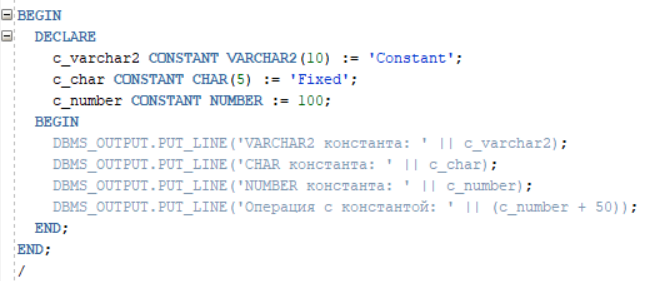 BEGIN
  DECLARE
    c_varchar2 CONSTANT VARCHAR2(10) := 'Constant';
    c_char CONSTANT CHAR(5) := 'Fixed';
    c_number CONSTANT NUMBER := 100;
  BEGIN
    DBMS_OUTPUT.PUT_LINE('VARCHAR2 константа: ' || c_varchar2);
    DBMS_OUTPUT.PUT_LINE('CHAR константа: ' || c_char);
    DBMS_OUTPUT.PUT_LINE('NUMBER константа: ' || c_number);
    DBMS_OUTPUT.PUT_LINE('Операция с константой: ' || (c_number + 50));
  END;
END;
/